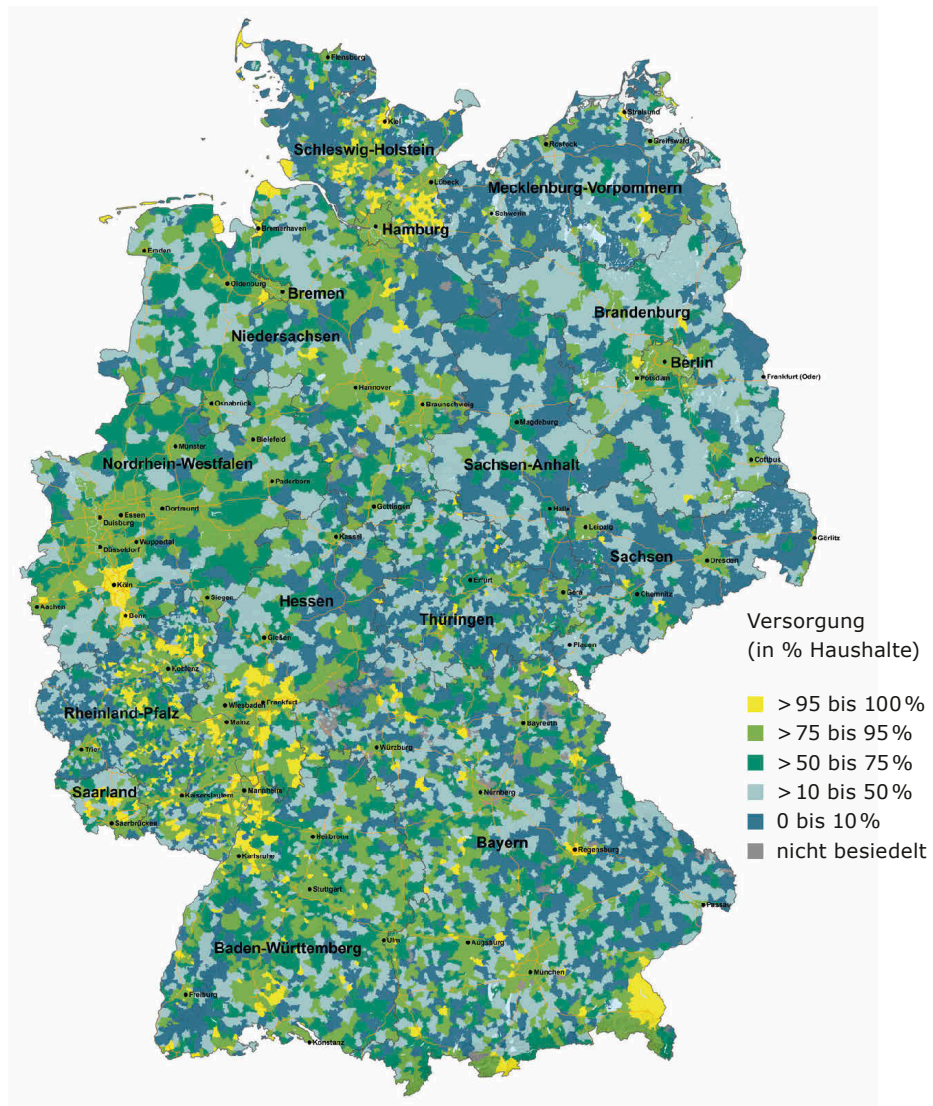 Flensburg
Kiel
Stralsund
Greifswald
Rostock
Schleswig-Holstein
Lübeck
Mecklenburg-Vorpommern
Schwerin
Hamburg
Bremerhaven
Emden
Oldenburg
Bremen
Brandenburg
Niedersachsen
Berlin
Potsdam
Frankfurt (Oder)
Hannover
Braunschweig
Osnabrück
Magdeburg
Bielefeld
Münster
Cottbus
Nordrhein-Westfalen
Sachsen-Anhalt
Paderborn
Essen
Dortmund
Duisburg
Göttingen
Halle
Leipzig
Kassel
Görlitz
Wuppertal
Düsseldorf
Sachsen
Dresden
Köln
Erfurt
Gera
Chemnitz
Siegen
Hessen
Aachen
Bonn
Thüringen
Gießen
Plauen
Koblenz
Wiesbaden
Frankfurt
Rheinland-Pfalz
Mainz
Bayreuth
Trier
Würzburg
Saarland
Kaiserslautern
Mannheim
Nürnberg
Saarbrücken
Heilbronn
Bayern
Regensburg
Karlsruhe
Stuttgart
Passau
Baden-Württemberg
Ulm
Augsburg
München
Freiburg
Konstanz
Versorgung
(in % Haushalte)
>95 bis 100%
>75 bis 95%
>50 bis 75%
>10 bis 50%
0 bis 10%
nicht besiedelt